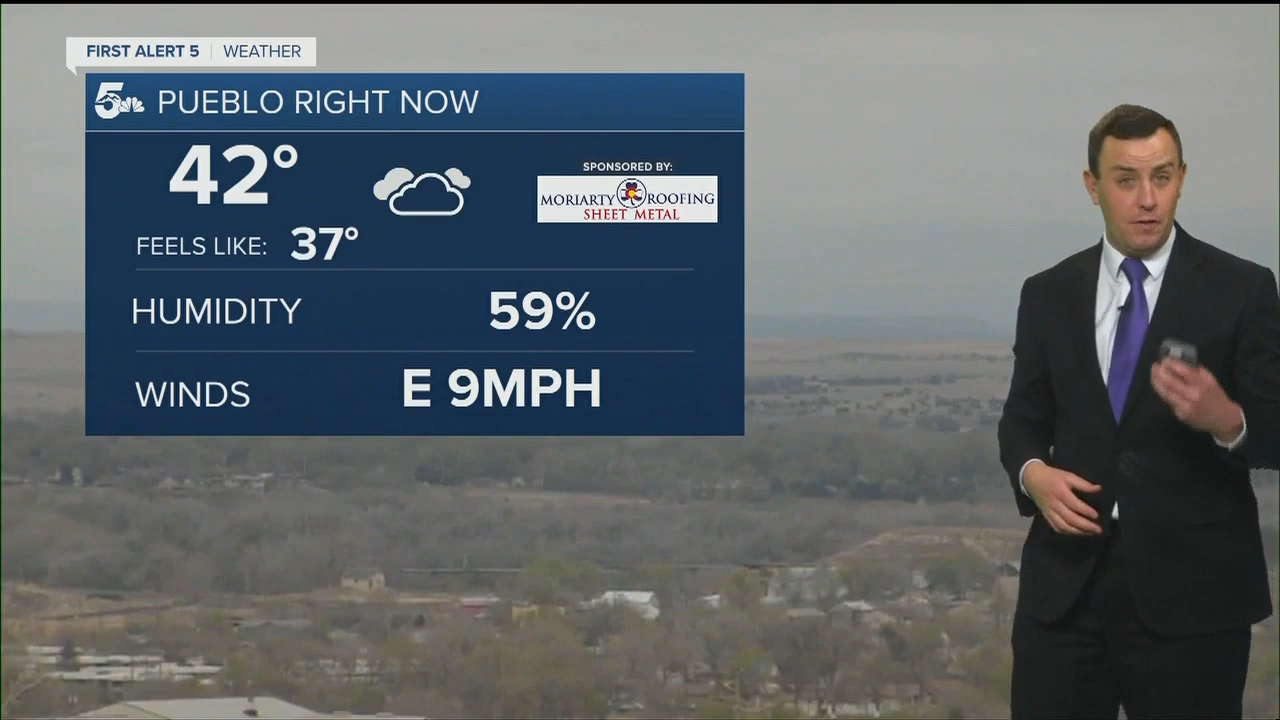 FIRST ALERT 5 | WEATHER
5 PUEBLO RIGHT NOW
42°
SPONSORED BY:
MORIARTY ROOFING
SHEET METAL
FEELS LIKE: 37°
HUMIDITY 59%
WINDS E 9MPH